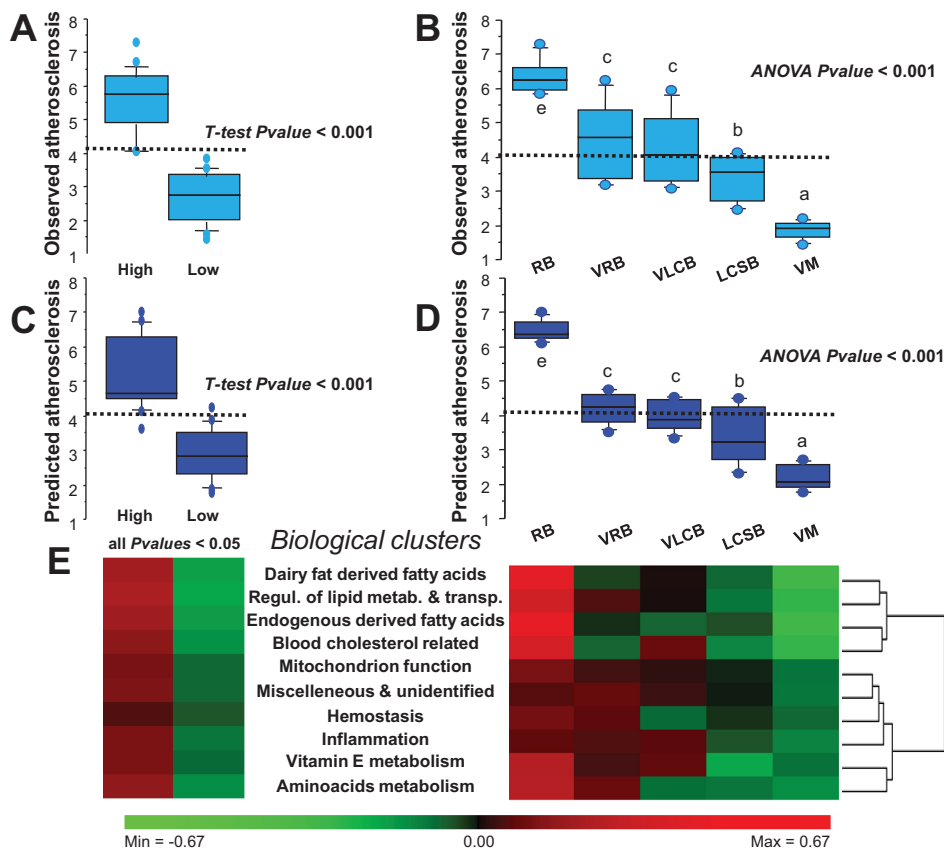 A
Observed atherosclerosis
8
7
6
5
4
3
2
1
T-test Pvalue < 0.001
High Low
B
Observed atherosclerosis
8
7
6
5
4
3
2
1
ANOVA Pvalue < 0.001
e
c
c
b
a
RB VRB VLCB LCSB VM
C
Predicted atherosclerosis
8
7
6
5
4
3
2
1
T-test Pvalue < 0.001
High Low
D
Predicted atherosclerosis
8
7
6
5
4
3
2
1
ANOVA Pvalue < 0.001
e
c
c
b
a
RB VRB VLCB LCSB VM
E
all Pvalues < 0.05
Biological clusters
Dairy fat derived fatty acids
Regul. of lipid metab. & transp.
Endogenous derived fatty acids
Blood cholesterol related
Mitochondrion function
Miscelleneous & unidentified
Hemostasis
Inflammation
Vitamin E metabolism
Aminoacids metabolism
Min = -0.67 0.00 Max = 0.67